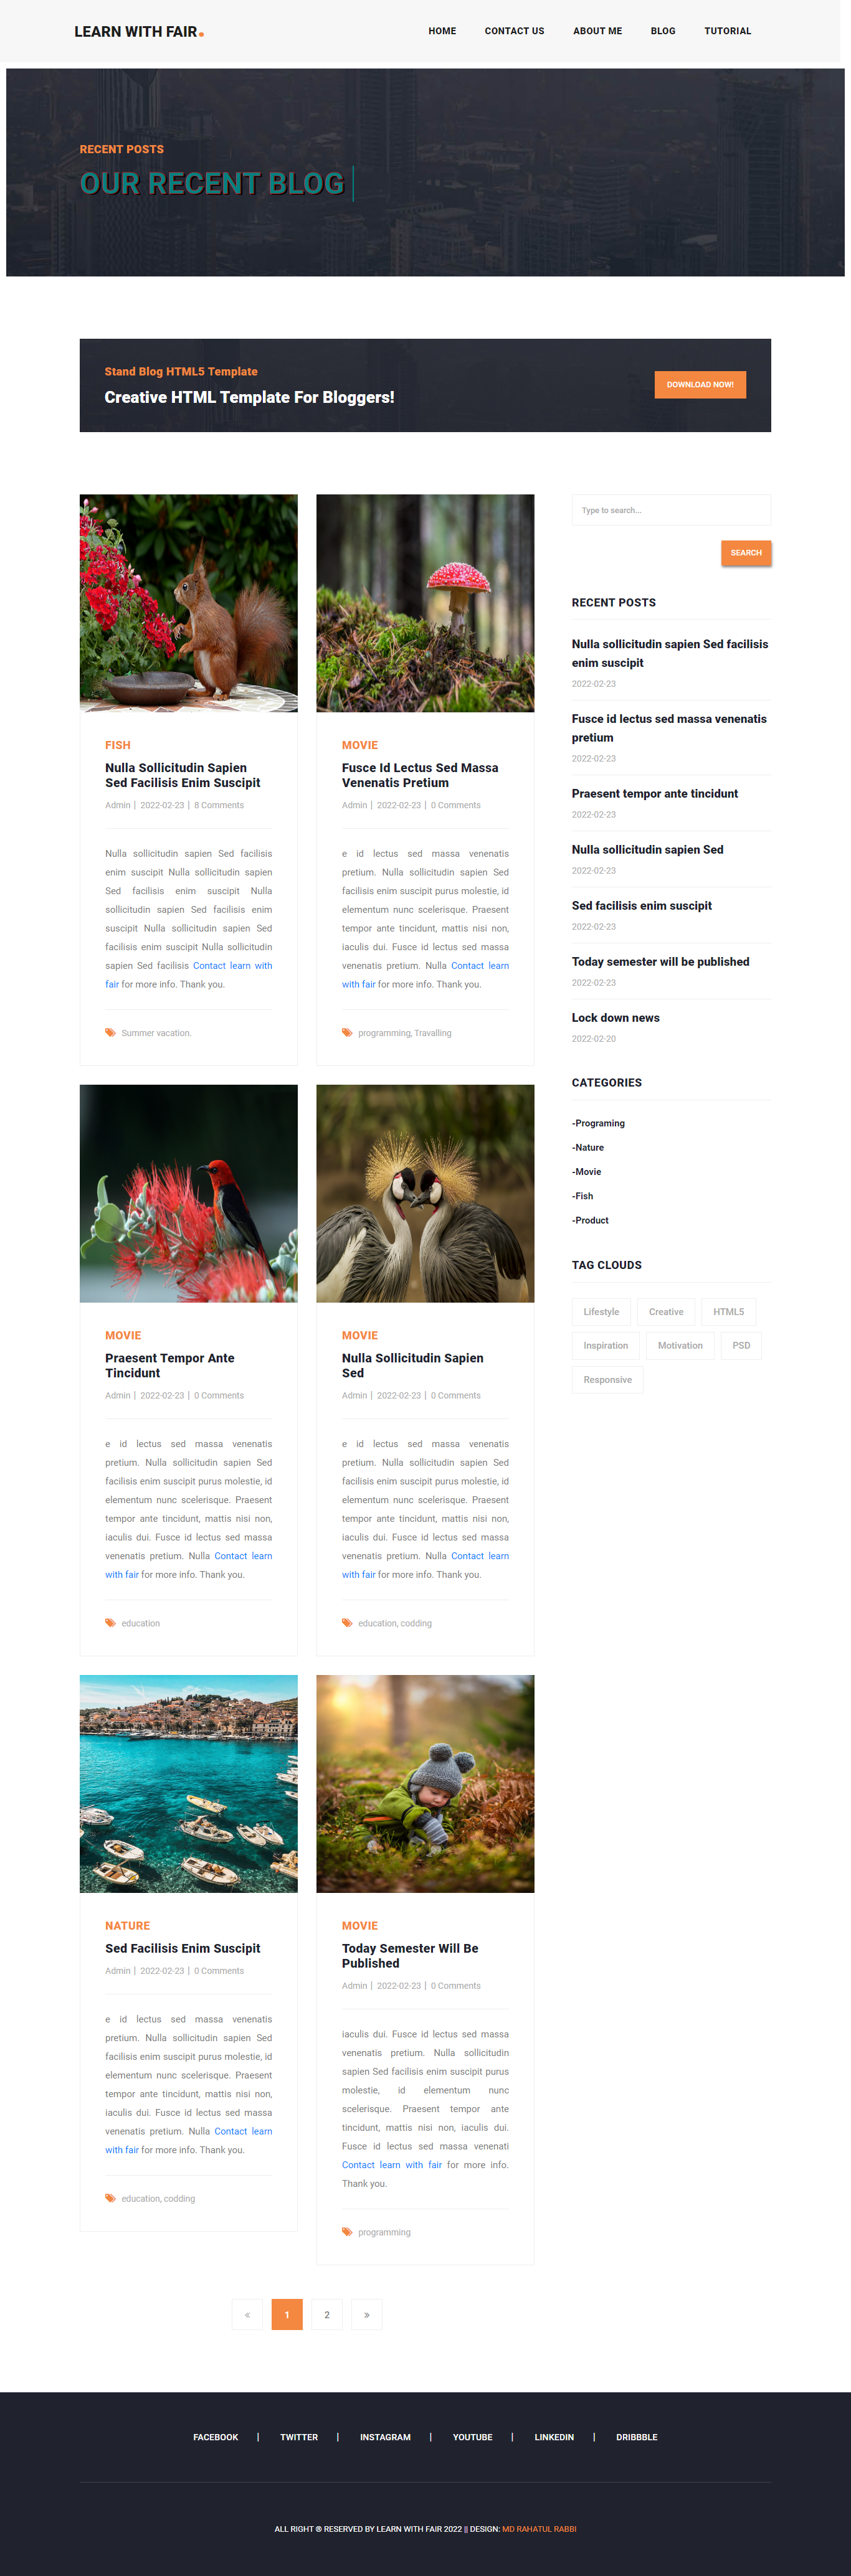 LEARN WITH FAIR.
HOME CONTACT US ABOUT ME BLOG TUTORIAL
RECENT POSTS
OUR RECENT BLOG
Stand Blog HTML5 Template
Creative HTML Template For Bloggers!
DOWNLOAD NOW!
FISH
Nulla Sollicitudin Sapien
Sed Facilisis Enim Suscipit
Admin | 2022-02-23 | 8 Comments
Nulla sollicitudin sapien Sed facilisis
enim suscipit Nulla sollicitudin sapien
Sed facilisis enim suscipit Nulla
sollicitudin sapien Sed facilisis enim
suscipit Nulla sollicitudin sapien Sed
facilisis enim suscipit Nulla sollicitudin
sapien Sed facilisis Contact learn with
fair for more info. Thank you.
Summer vacation.
MOVIE
Fusce Id Lectus Sed Massa
Venenatis Pretium
Admin | 2022-02-23 | 0 Comments
e id lectus sed massa venenatis
pretium. Nulla sollicitudin sapien Sed
facilisis enim suscipit purus molestie, id
elementum nunc scelerisque. Praesent
tempor ante tincidunt, mattis nisi non,
iaculis dui. Fusce id lectus sed massa
venenatis pretium. Nulla Contact learn
with fair for more info. Thank you.
programming, Travalling
MOVIE
Praesent Tempor Ante
Tincidunt
Admin | 2022-02-23 | 0 Comments
e id lectus sed massa venenatis
pretium. Nulla sollicitudin sapien Sed
facilisis enim suscipit purus molestie, id
elementum nunc scelerisque. Praesent
tempor ante tincidunt, mattis nisi non,
iaculis dui. Fusce id lectus sed massa
venenatis pretium. Nulla Contact learn
with fair for more info. Thank you.
education
MOVIE
Nulla Sollicitudin Sapien
Sed
Admin | 2022-02-23 | 0 Comments
e id lectus sed massa venenatis
pretium. Nulla sollicitudin sapien Sed
facilisis enim suscipit purus molestie, id
elementum nunc scelerisque. Praesent
tempor ante tincidunt, mattis nisi non,
iaculis dui. Fusce id lectus sed massa
venenatis pretium. Nulla Contact learn
with fair for more info. Thank you.
education, codding
NATURE
Sed Facilisis Enim Suscipit
Admin | 2022-02-23 | 0 Comments
e id lectus sed massa venenatis
pretium. Nulla sollicitudin sapien Sed
facilisis enim suscipit purus molestie, id
elementum nunc scelerisque. Praesent
tempor ante tincidunt, mattis nisi non,
iaculis dui. Fusce id lectus sed massa
venenatis pretium. Nulla Contact learn
with fair for more info. Thank you.
education, codding
MOVIE
Today Semester Will Be
Published
Admin | 2022-02-23 | 0 Comments
iaculis dui. Fusce id lectus sed massa
venenatis pretium. Nulla sollicitudin
sapien Sed facilisis enim suscipit purus
molestie, id elementum nunc
scelerisque. Praesent tempor ante
tincidunt, mattis nisi non, iaculis dui.
Fusce id lectus sed massa venenati
Contact learn with fair for more info.
Thank you.
programming
« 1 2 »
Type to search...
SEARCH
RECENT POSTS
Nulla sollicitudin sapien Sed facilisis
enim suscipit
2022-02-23
Fusce id lectus sed massa venenatis
pretium
2022-02-23
Praesent tempor ante tincidunt
2022-02-23
Nulla sollicitudin sapien Sed
2022-02-23
Sed facilisis enim suscipit
2022-02-23
Today semester will be published
2022-02-23
Lock down news
2022-02-20
CATEGORIES
-Programing
-Nature
-Movie
-Fish
-Product
TAG CLOUDS
Lifestyle Creative HTML5
Inspiration Motivation PSD
Responsive
FACEBOOK | TWITTER | INSTAGRAM | YOUTUBE | LINKEDIN | DRIBBBLE
ALL RIGHT ® RESERVED BY LEARN WITH FAIR 2022 || DESIGN: MD RAHATUL RABBI